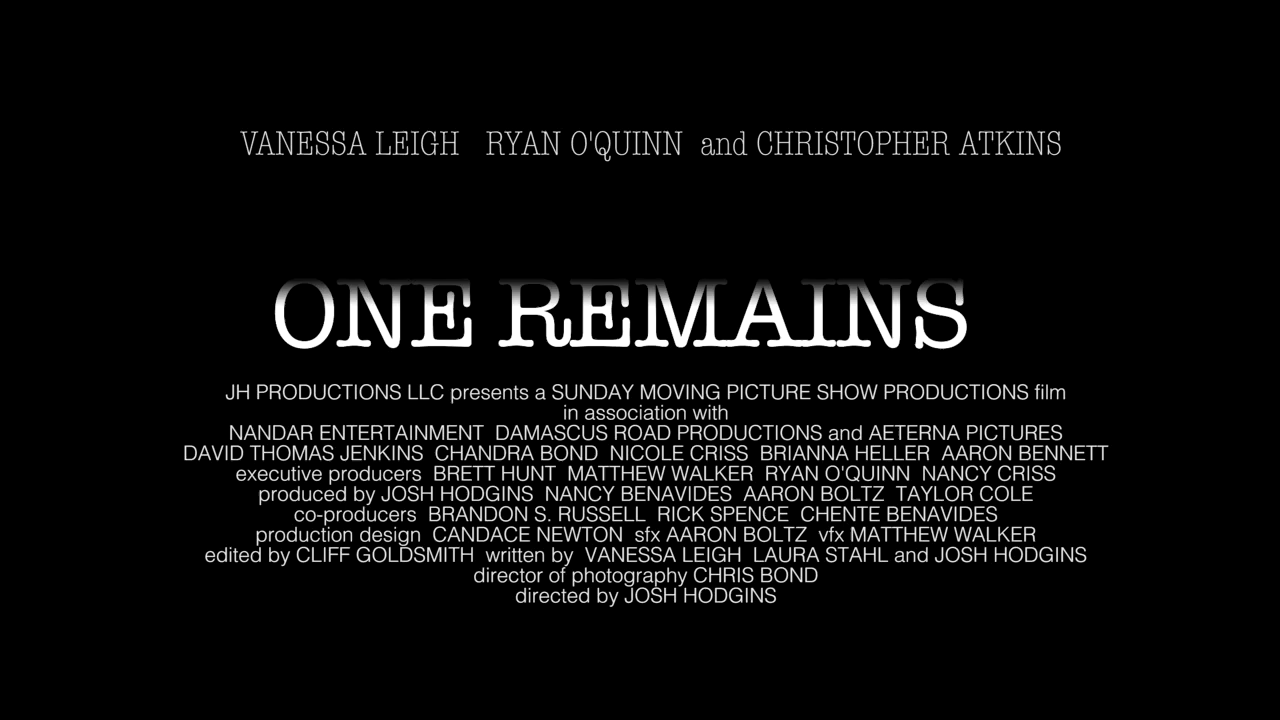 VANESSA LEIGH RYAN O'QUINN and CHRISTOPHER ATKINS
ONE REMAINS
JH PRODUCTIONS LLC presents a SUNDAY MOVING PICTURE SHOW PRODUCTIONS film
in association with
NANDAR ENTERTAINMENT DAMASCUS ROAD PRODUCTIONS and AETERNA PICTURES
DAVID THOMAS JENKINS CHANDRA BOND NICOLE CRISS BRIANNA HELLER AARON BENNETT
executive producers BRETT HUNT MATTHEW WALKER RYAN O'QUINN NANCY CRISS
produced by JOSH HODGINS NANCY BENAVIDES AARON BOLTZ TAYLOR COLE
co-producers BRANDON S. RUSSELL RICK SPENCE CHENTE BENAVIDES
production design CANDACE NEWTON sfx AARON BOLTZ vfx MATTHEW WALKER
edited by CLIFF GOLDSMITH written by VANESSA LEIGH LAURA STAHL and JOSH HODGINS
director of photography CHRIS BOND
directed by JOSH HODGINS